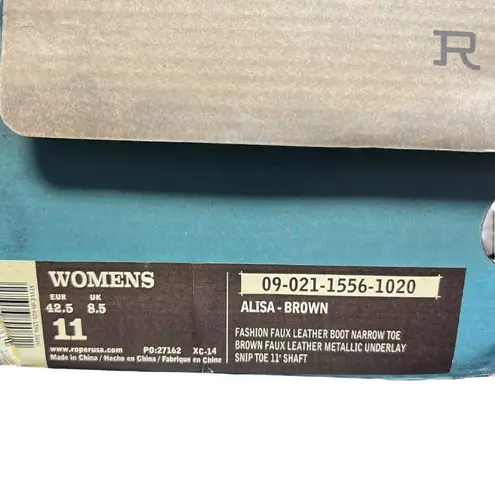 R
WOMENS
EUR UK
42.5 8.5
11
www.roperusa.com PO:27162 XC-14
Made in China / Hecho en China / Fabrique en Chine
09-021-1556-1020
ALISA - BROWN
FASHION FAUX LEATHER BOOT NARROW TOE
BROWN FAUX LEATHER METALLIC UNDERLAY
SNIP TOE 11" SHAFT